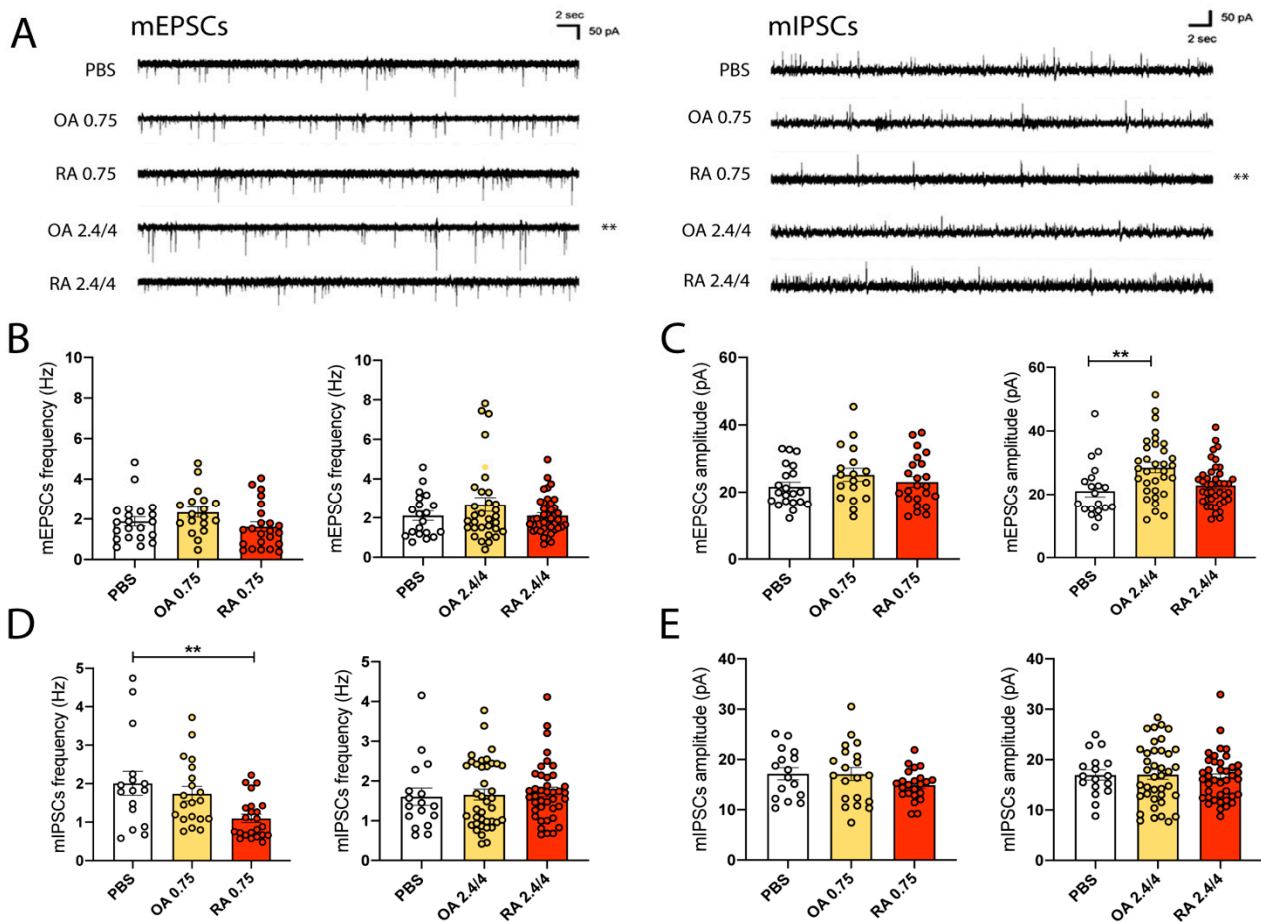 A
mEPSCs
2 sec
50 pA
PBS
OA 0.75
RA 0.75
OA 2.4/4
**
RA 2.4/4
mIPSCs
50 pA
2 sec
PBS
OA 0.75
RA 0.75
**
OA 2.4/4
RA 2.4/4
B
mEPSCs frequency (Hz)
10
8
6
4
2
0
PBS
OA 0.75
RA 0.75
mEPSCs frequency (Hz)
10
8
6
4
2
0
PBS
OA 2.4/4
RA 2.4/4
C
mEPSCs amplitude (pA)
60
40
20
0
PBS
OA 0.75
RA 0.75
mEPSCs amplitude (pA)
**
60
40
20
0
PBS
OA 2.4/4
RA 2.4/4
D
mIPSCs frequency (Hz)
**
5
4
3
2
1
0
PBS
OA 0.75
RA 0.75
mIPSCs frequency (Hz)
5
4
3
2
1
0
PBS
OA 2.4/4
RA 2.4/4
E
mIPSCs amplitude (pA)
40
30
20
10
0
PBS
OA 0.75
RA 0.75
mIPSCs amplitude (pA)
40
30
20
10
0
PBS
OA 2.4/4
RA 2.4/4